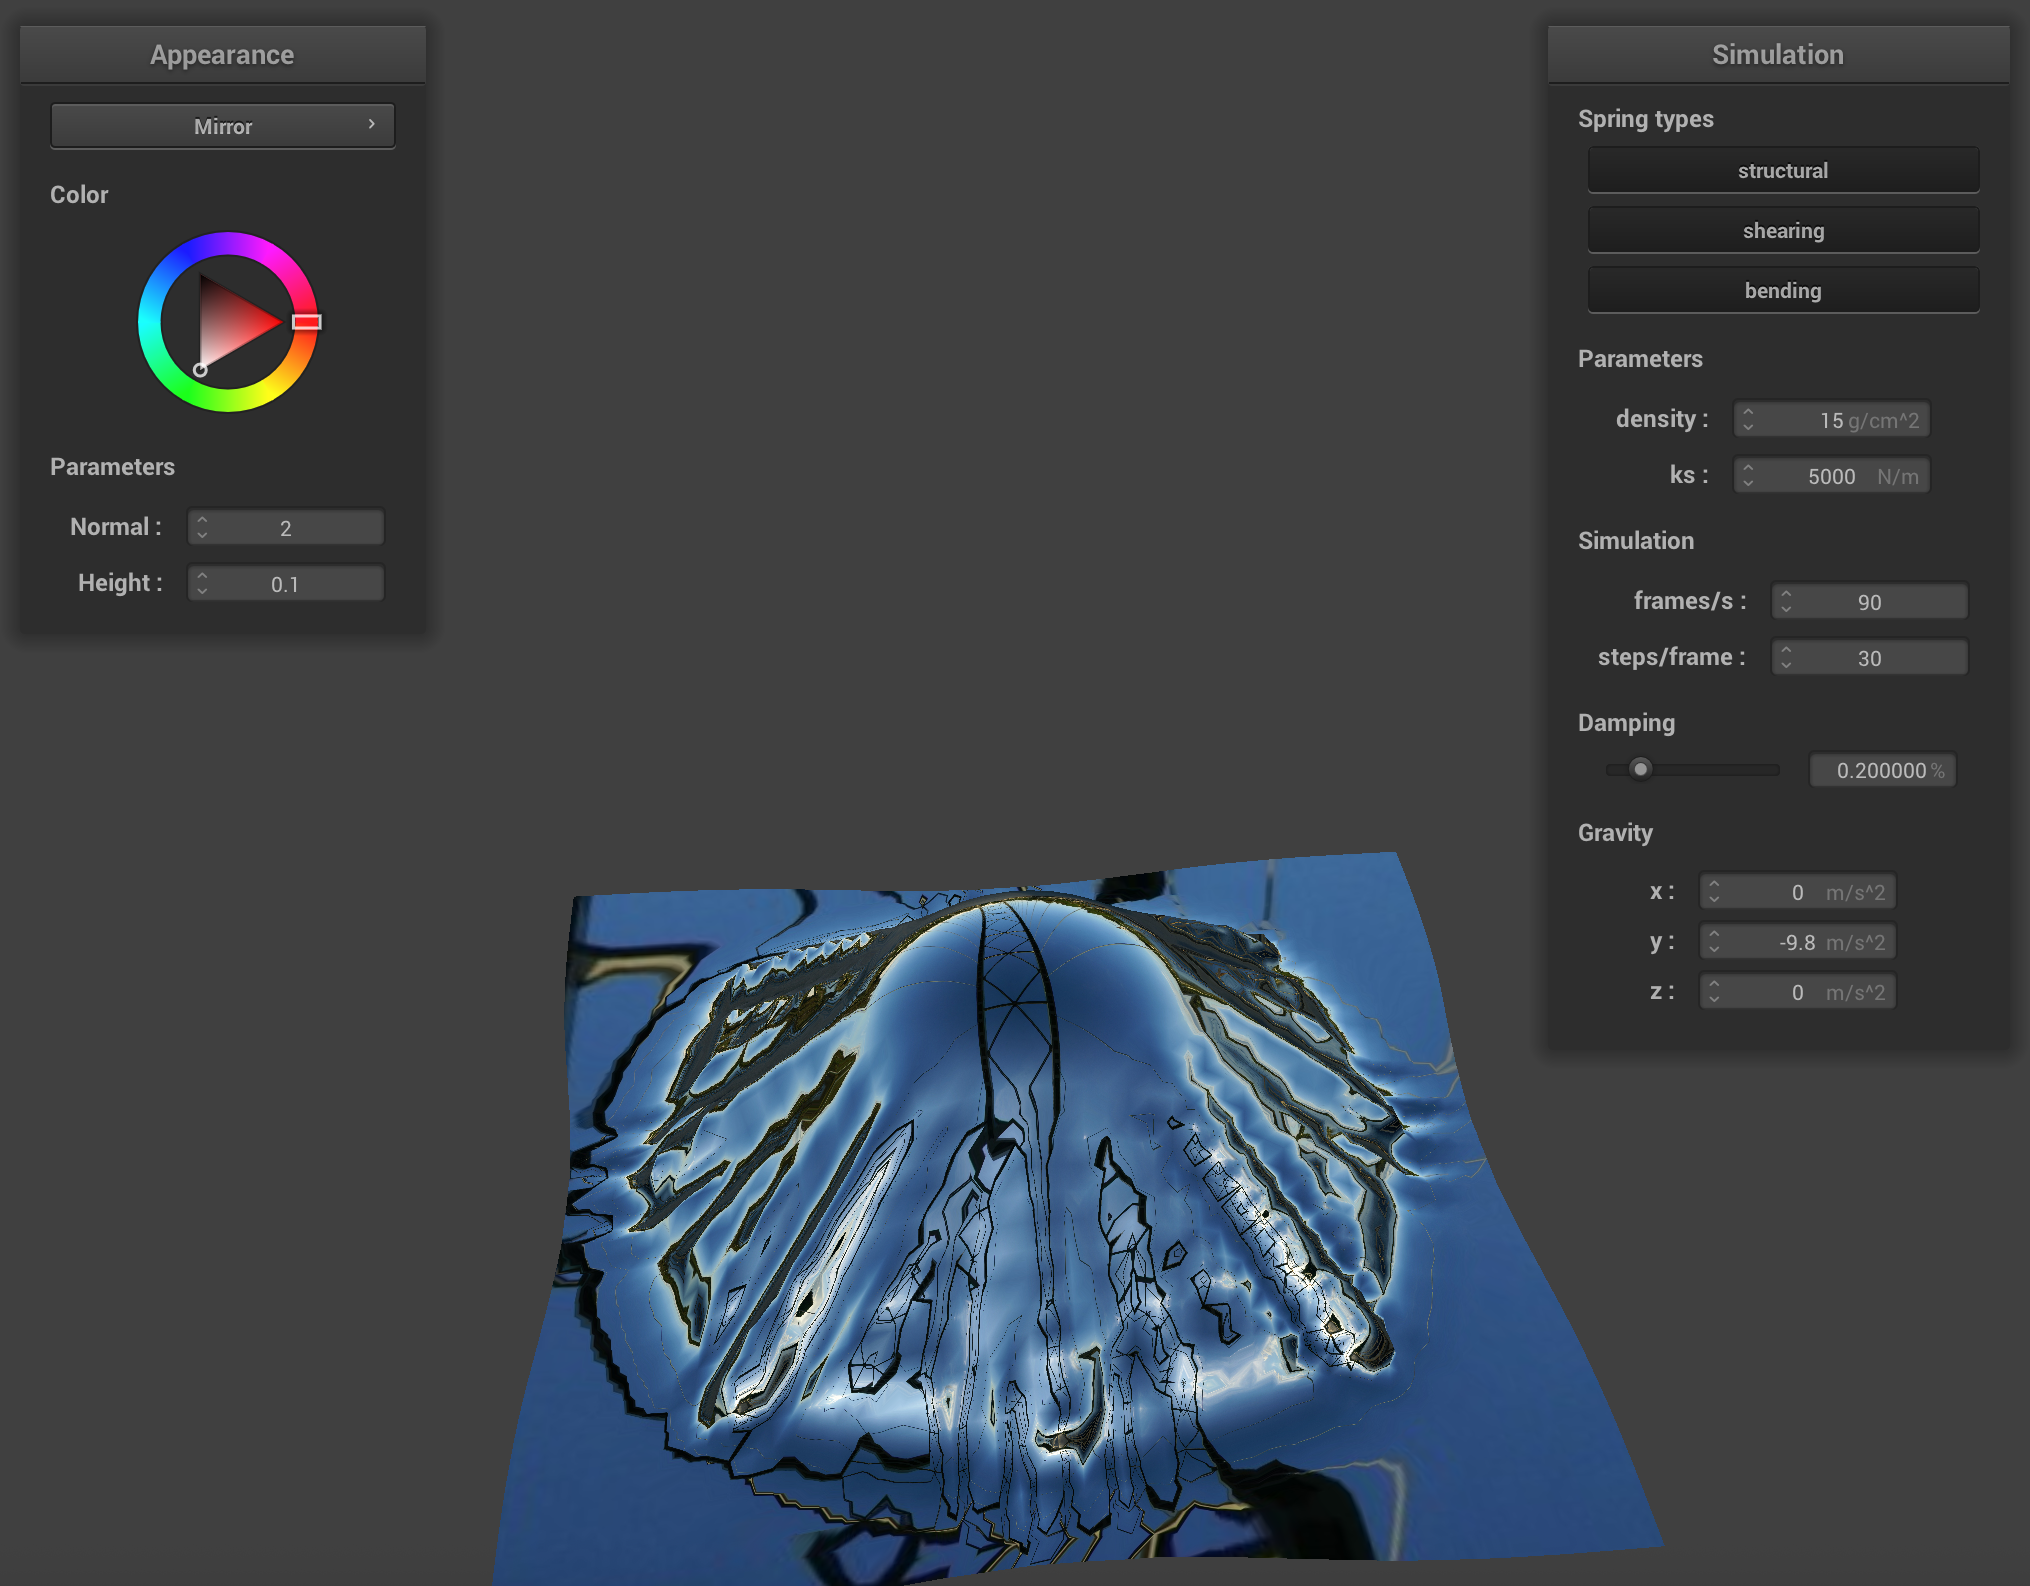 Appearance
Mirror
Color
Parameters
Normal : 2
Height : 0.1
Simulation
Spring types
structural
shearing
bending
Parameters
density : 15 g/cm^2
ks : 5000 N/m
Simulation
frames/s : 90
steps/frame : 30
Damping
0.200000 %
Gravity
x : 0 m/s^2
y : -9.8 m/s^2
z : 0 m/s^2